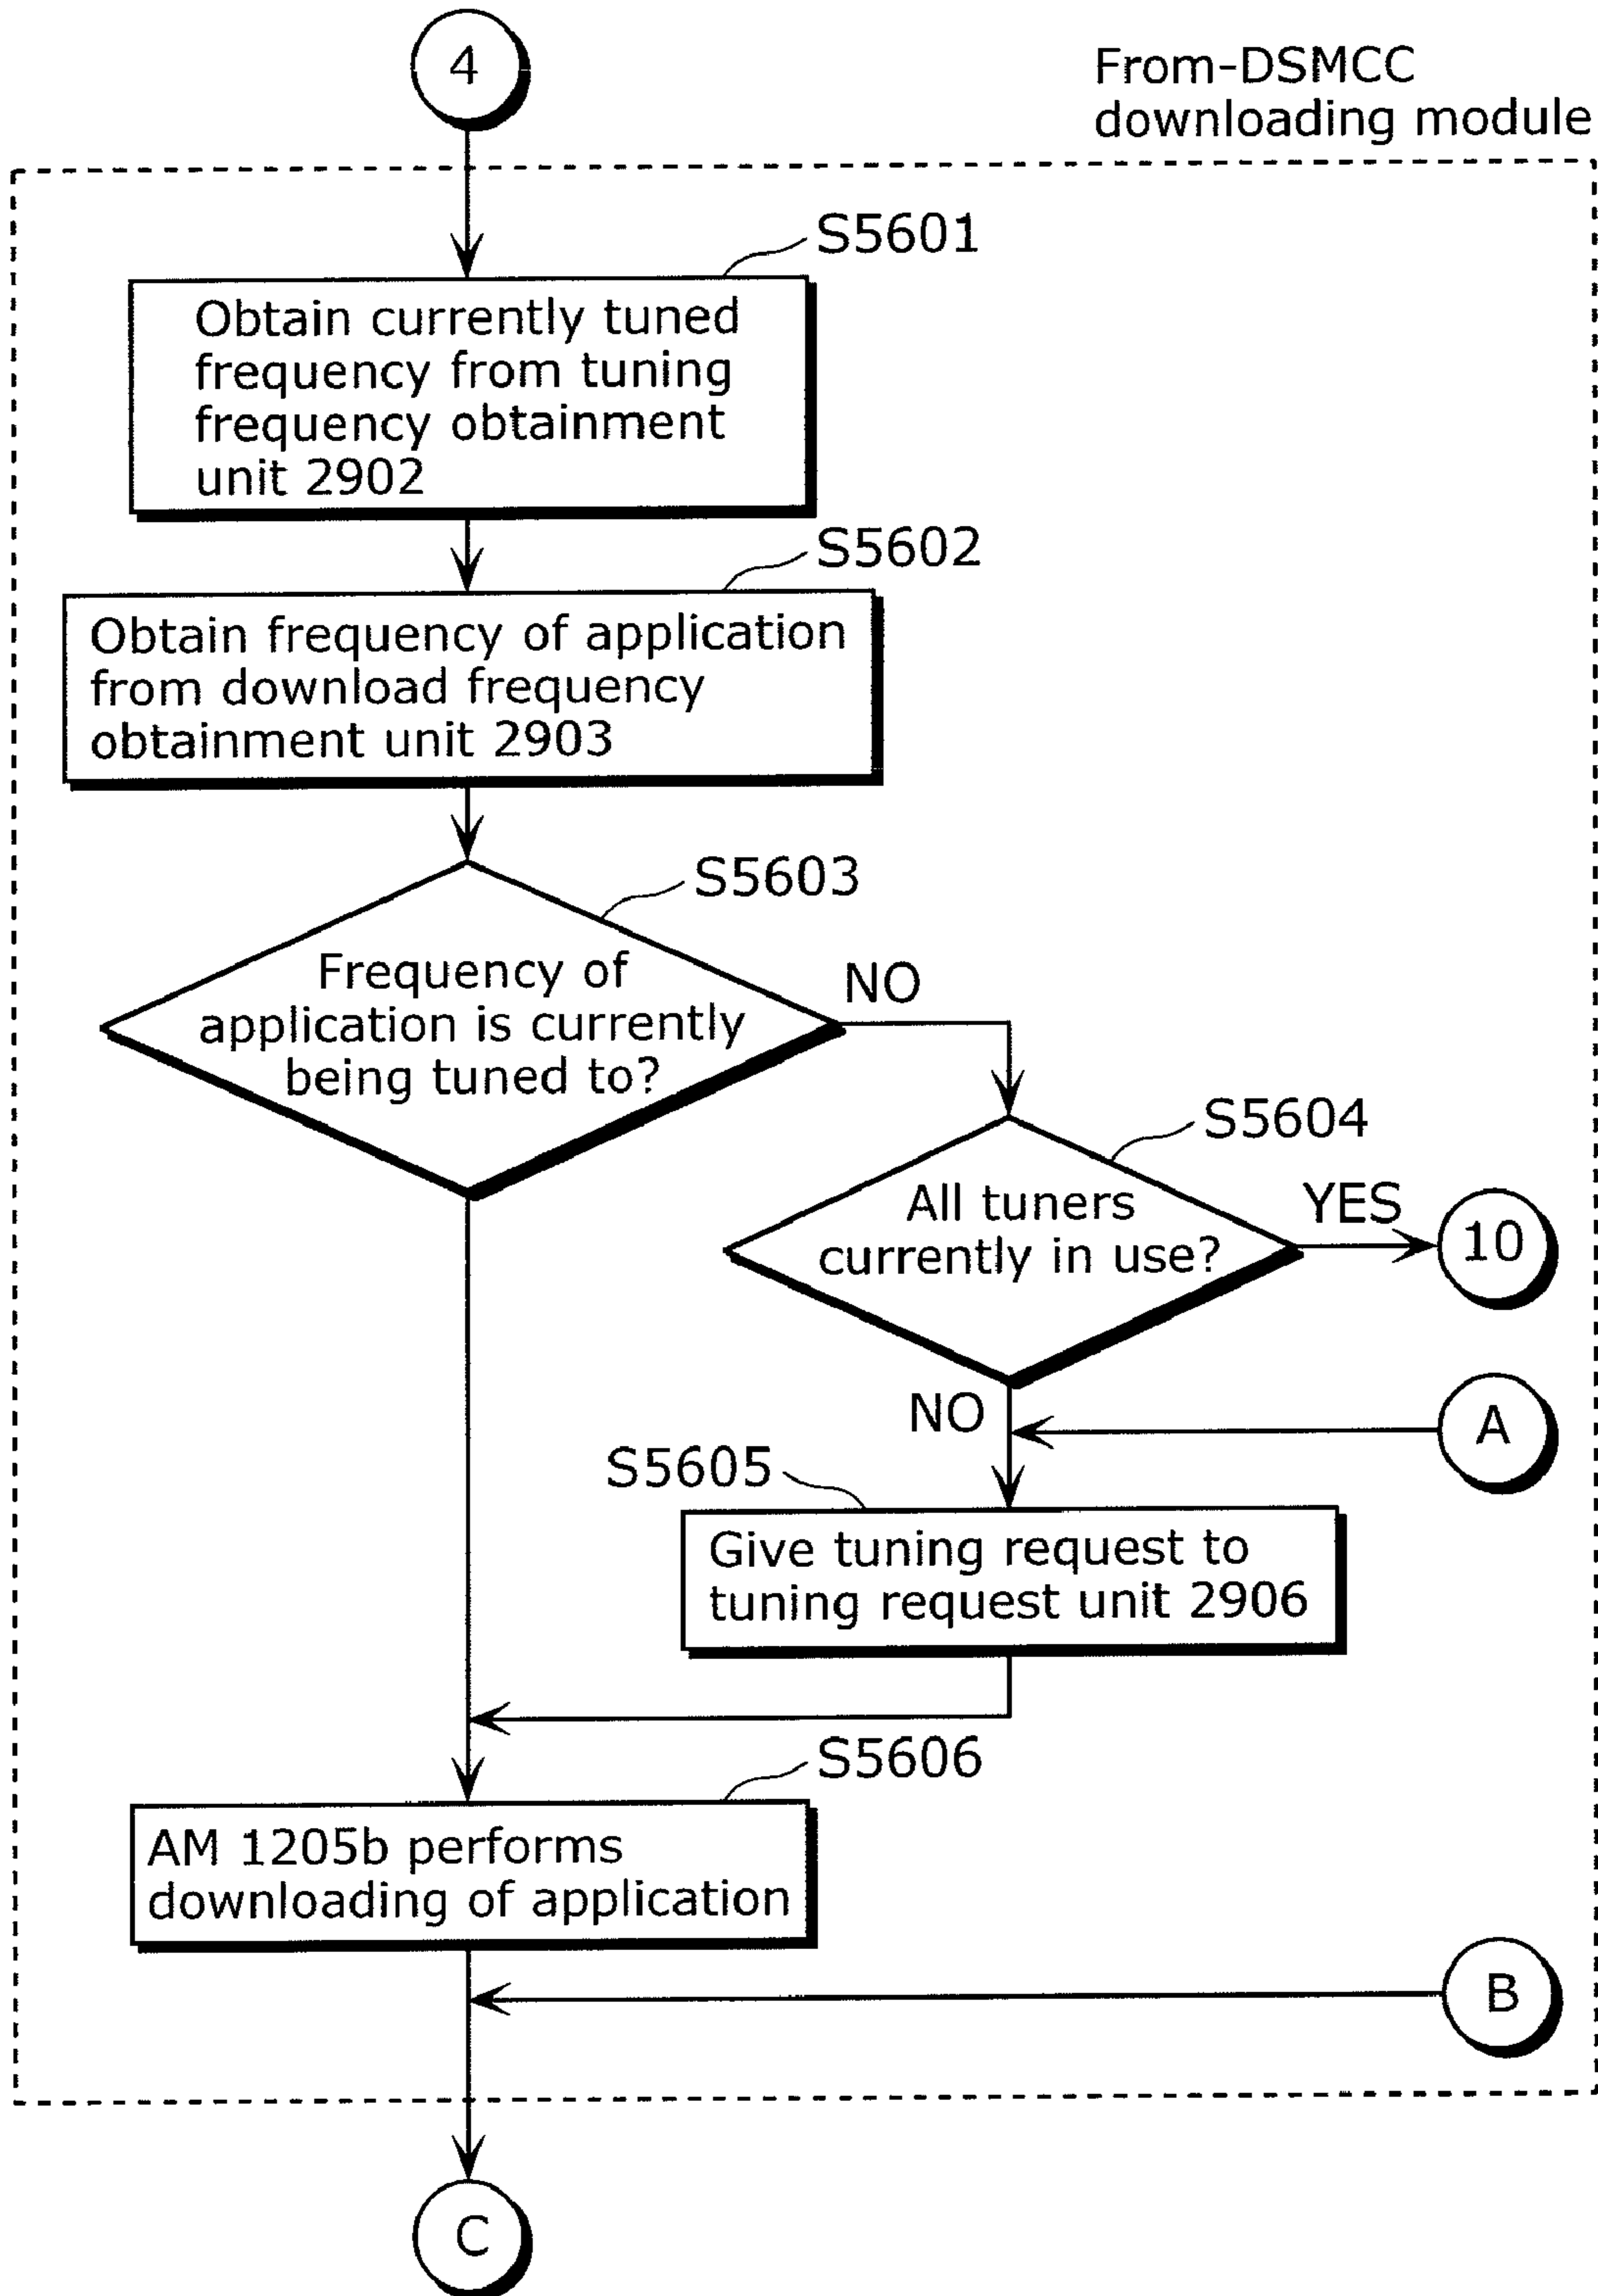 4
From-DSMCC
downloading module
S5601
Obtain currently tuned
frequency from tuning
frequency obtainment
unit 2902
S5602
Obtain frequency of application
from download frequency
obtainment unit 2903
S5603
Frequency of
application is currently
being tuned to?
NO
S5604
All tuners
currently in use?
YES
10
NO
A
S5605
Give tuning request to
tuning request unit 2906
S5606
AM 1205b performs
downloading of application
B
C